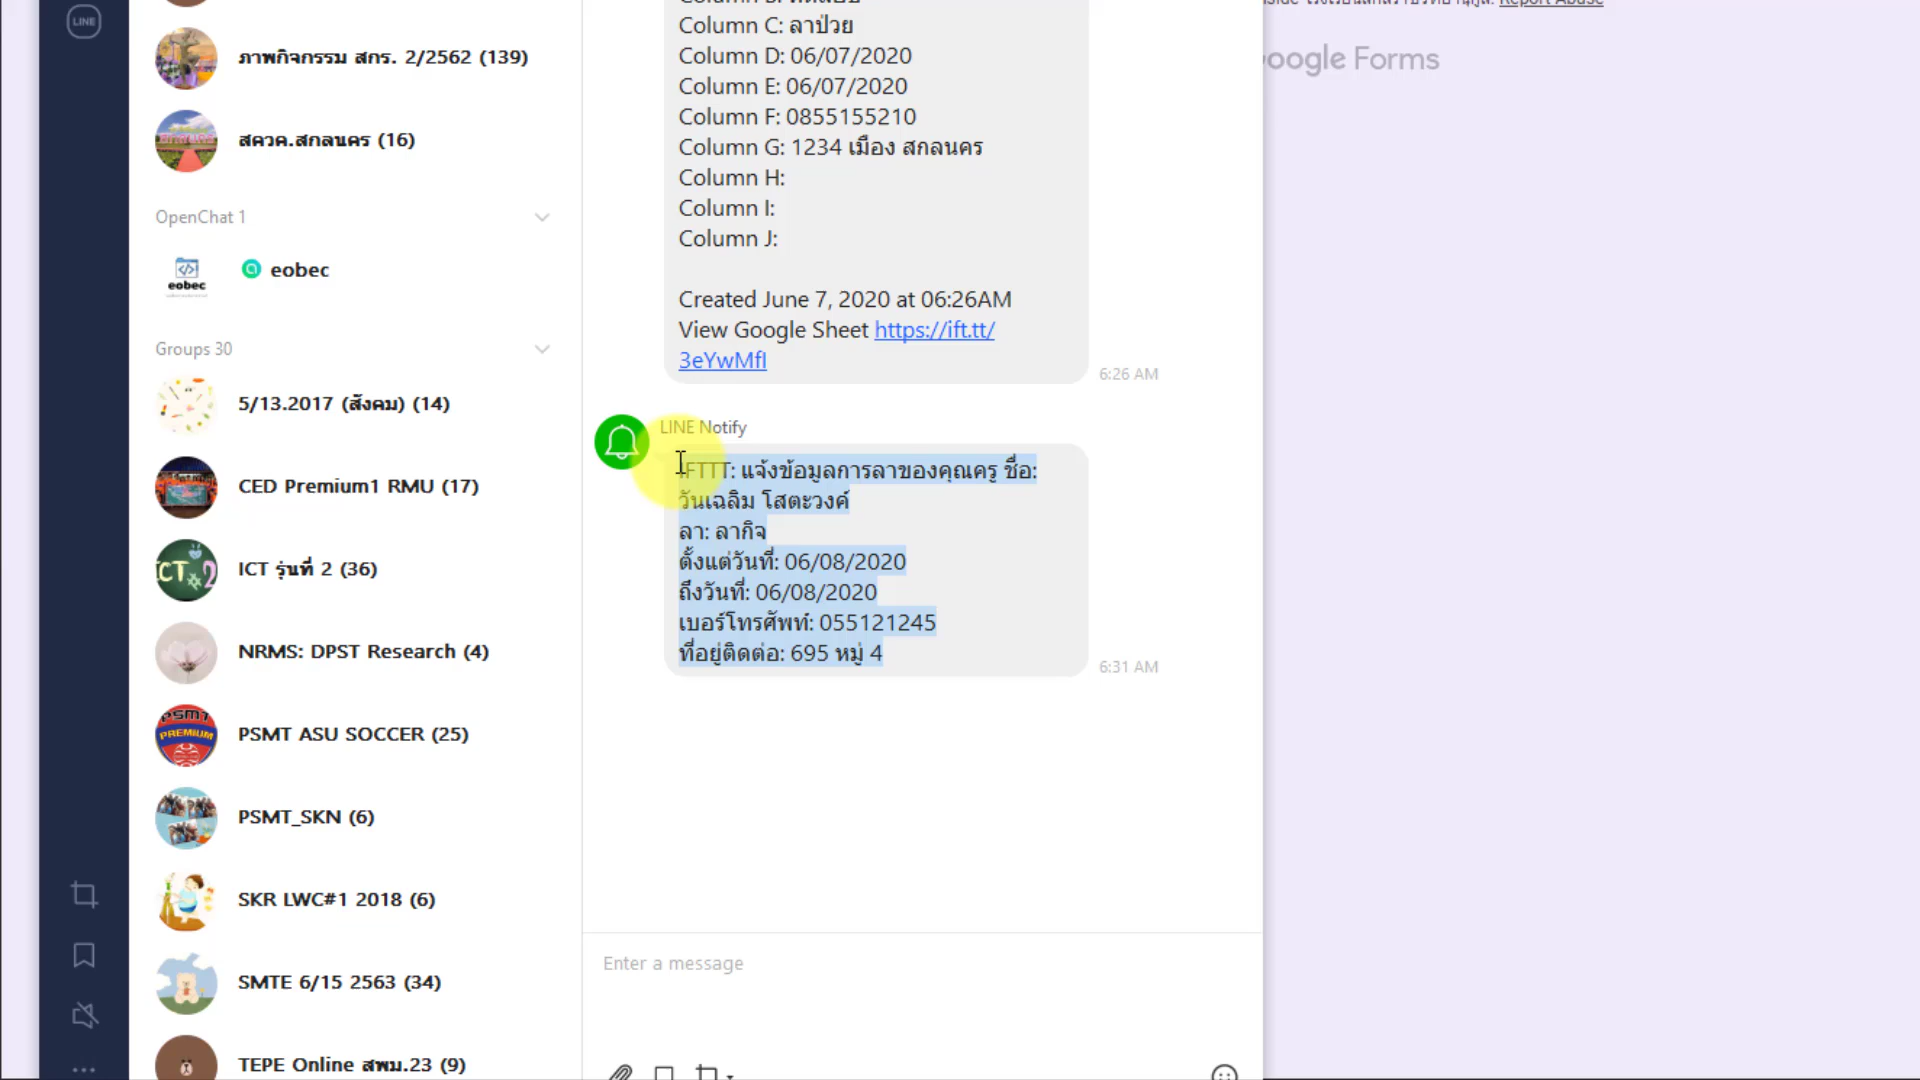 LINE
ภาพกิจกรรม สกร. 2/2562 (139)
สควค.สกลนคร (16)
OpenChat 1
eobec
eobec
Groups 30
5/13.2017 (สังคม) (14)
CED Premium1 RMU (17)
ICT รุ่นที่ 2 (36)
NRMS: DPST Research (4)
PSMT ASU SOCCER (25)
PSMT_SKN (6)
SKR LWC#1 2018 (6)
SMTE 6/15 2563 (34)
TEPE Online สพม.23 (9)
Column C: ลาป่วย
Column D: 06/07/2020
Column E: 06/07/2020
Column F: 0855155210
Column G: 1234 เมือง สกลนคร
Column H:
Column I:
Column J:
Created June 7, 2020 at 06:26AM
View Google Sheet https://ift.tt/
3eYwMfI
6:26 AM
LINE Notify
IFTTT: แจ้งข้อมูลการลาของคุณครู ชื่อ:
วันเฉลิม โสตะวงค์
ลา: ลากิจ
ตั้งแต่วันที่: 06/08/2020
ถึงวันที่: 06/08/2020
เบอร์โทรศัพท์: 055121245
ที่อยู่ติดต่อ: 695 หมู่ 4
6:31 AM
Enter a message
Report Abuse
oogle Forms